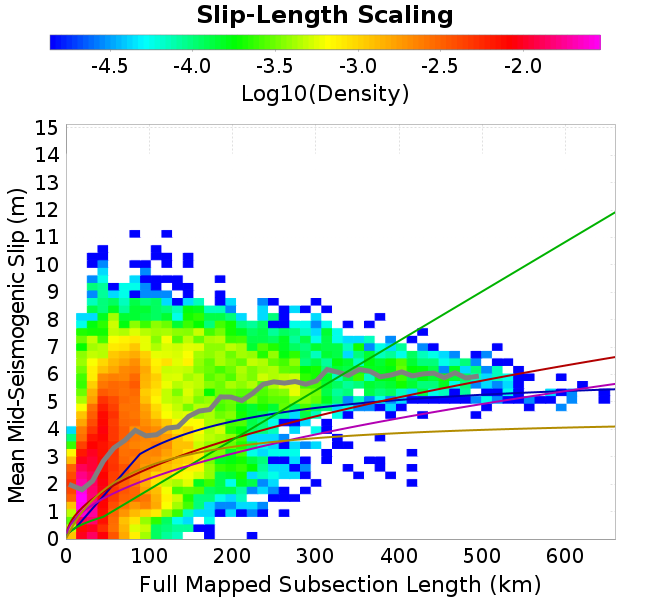 Slip-Length Scaling
-4.5 -4.0 -3.5 -3.0 -2.5 -2.0
Log10(Density)
15
14
13
12
11
10
9
8
7
6
5
4
3
2
1
0
Mean Mid-Seismogenic Slip (m)
0 100 200 300 400 500 600
Full Mapped Subsection Length (km)